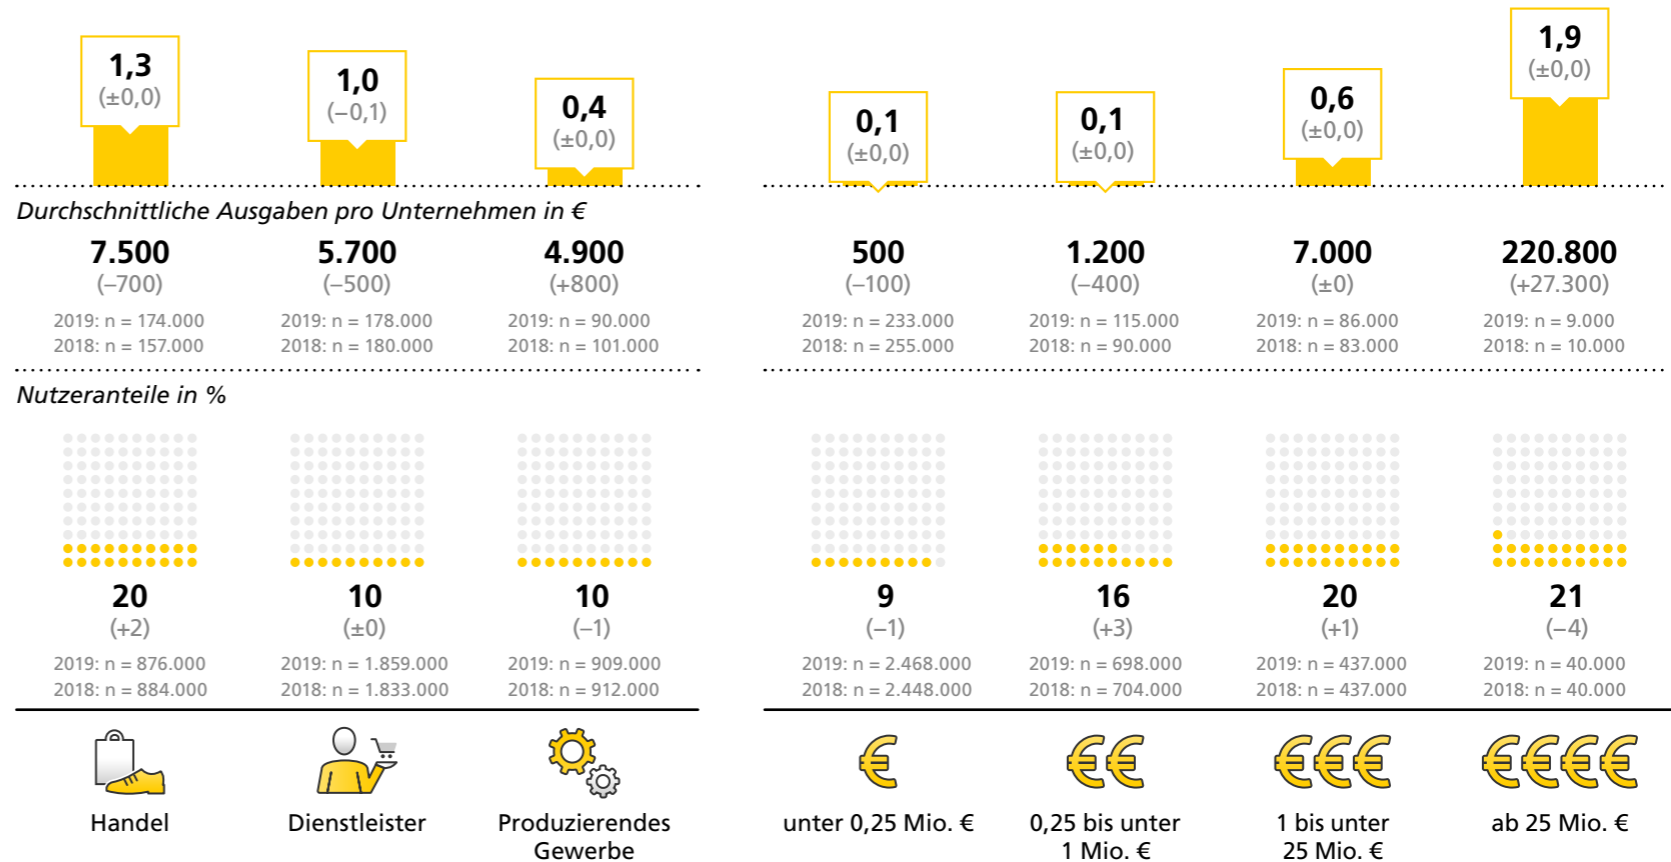 1,3
(±0,0)
1,0
(−0,1)
0,4
(±0,0)
0,1
(±0,0)
0,1
(±0,0)
0,6
(±0,0)
1,9
(±0,0)
Durchschnittliche Ausgaben pro Unternehmen in €
7.500
(−700)
2019: n = 174.000
2018: n = 157.000
5.700
(−500)
2019: n = 178.000
2018: n = 180.000
4.900
(+800)
2019: n = 90.000
2018: n = 101.000
500
(−100)
2019: n = 233.000
2018: n = 255.000
1.200
(−400)
2019: n = 115.000
2018: n = 90.000
7.000
(±0)
2019: n = 86.000
2018: n = 83.000
220.800
(+27.300)
2019: n = 9.000
2018: n = 10.000
Nutzeranteile in %
20
(+2)
2019: n = 876.000
2018: n = 884.000
10
(±0)
2019: n = 1.859.000
2018: n = 1.833.000
10
(−1)
2019: n = 909.000
2018: n = 912.000
9
(−1)
2019: n = 2.468.000
2018: n = 2.448.000
16
(+3)
2019: n = 698.000
2018: n = 704.000
20
(+1)
2019: n = 437.000
2018: n = 437.000
21
(−4)
2019: n = 40.000
2018: n = 40.000
€
€€
€€€
€€€€
Handel
Dienstleister
Produzierendes
Gewerbe
unter 0,25 Mio. €
0,25 bis unter
1 Mio. €
1 bis unter
25 Mio. €
ab 25 Mio. €